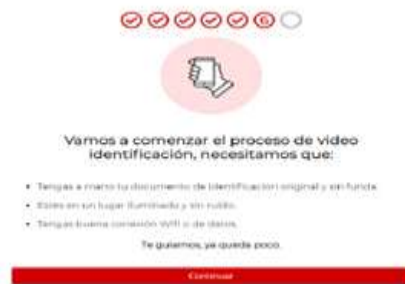 6
Vamos a comenzar el proceso de video
identificación, necesitamos que:
Tengas a mano tu documento de identificación original y sin funda.
Estés en un lugar iluminado y sin ruido.
Tengas buena conexión Wifi o de datos.
Te guiamos, ya queda poco.
Continuar